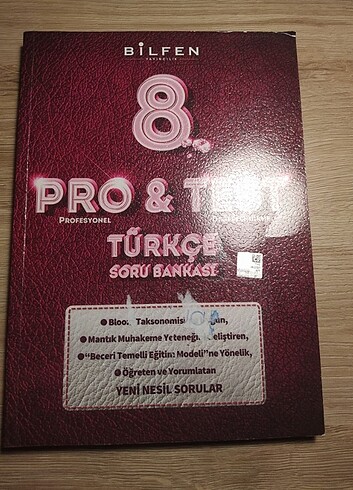 BİLFEN
YAYINCILIK
8
PRO & TEST
PROFESYONEL
TÜRKÇE
SORU BANKASI
Taksonomisi
Mantık Muhakeme Yeteneği
"Beceri Temelli Eğitim Modeli"ne Yönelik,
Öğreten ve Yorumlatan
YENİ NESİL SORULAR